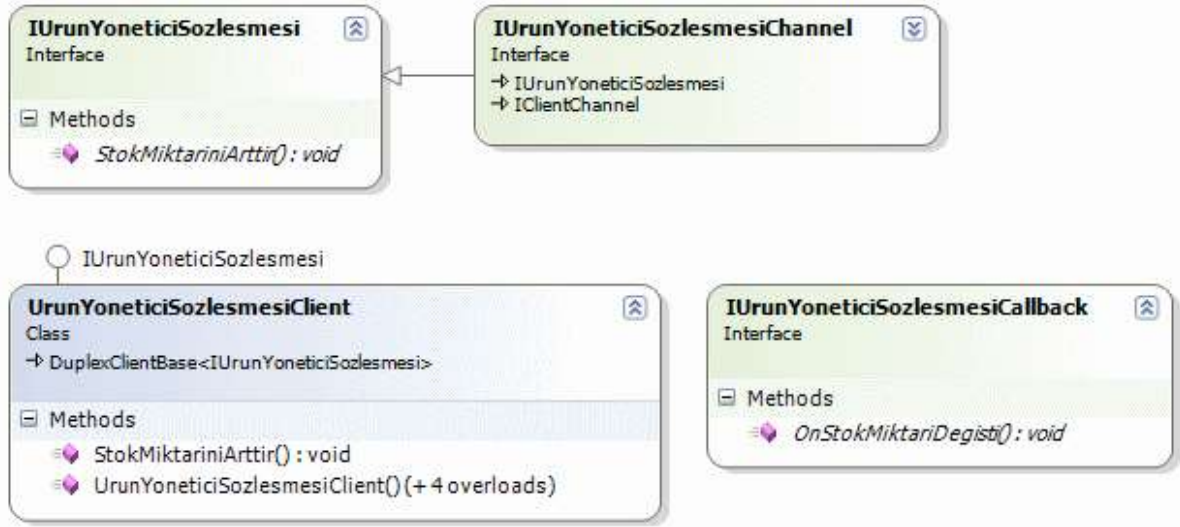 IUrunYoneticiSozlesmesi
Interface
Methods
StokMiktariniArttir() : void
IUrunYoneticiSozlesmesiChannel
Interface
IUrunYoneticiSozlesmesi
IClientChannel
IUrunYoneticiSozlesmesi
UrunYoneticiSozlesmesiClient
Class
DuplexClientBase<IUrunYoneticiSozlesmesi>
Methods
StokMiktariniArttir() : void
UrunYoneticiSozlesmesiClient() (+ 4 overloads)
IUrunYoneticiSozlesmesiCallback
Interface
Methods
OnStokMiktariDegisti() : void